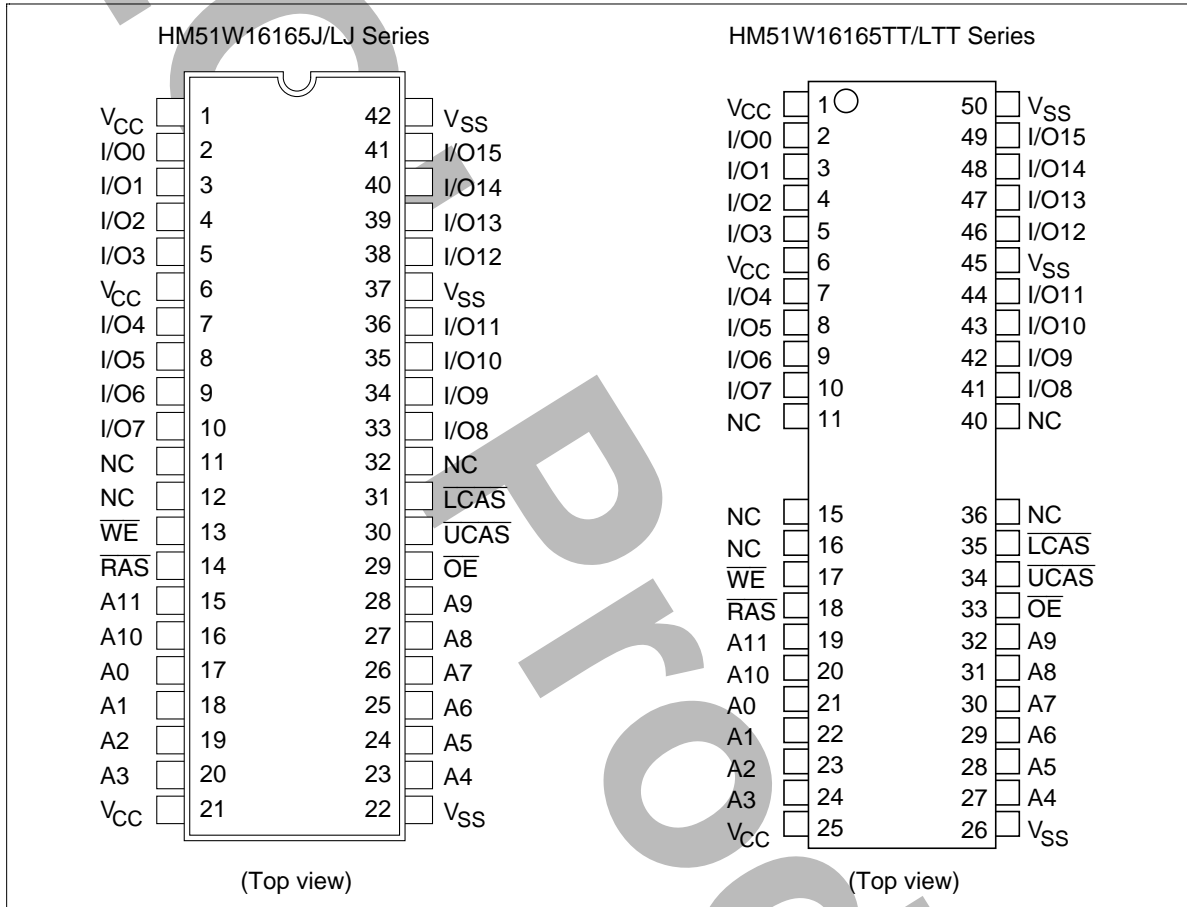 HM51W16165J/LJ Series
VCC 1 42 VSS
I/O0 2 41 I/O15
I/O1 3 40 I/O14
I/O2 4 39 I/O13
I/O3 5 38 I/O12
VCC 6 37 VSS
I/O4 7 36 I/O11
I/O5 8 35 I/O10
I/O6 9 34 I/O9
I/O7 10 33 I/O8
NC 11 32 NC
NC 12 31 LCAS
WE 13 30 UCAS
RAS 14 29 OE
A11 15 28 A9
A10 16 27 A8
A0 17 26 A7
A1 18 25 A6
A2 19 24 A5
A3 20 23 A4
VCC 21 22 VSS
(Top view)
HM51W16165TT/LTT Series
VCC 1 50 VSS
I/O0 2 49 I/O15
I/O1 3 48 I/O14
I/O2 4 47 I/O13
I/O3 5 46 I/O12
VCC 6 45 VSS
I/O4 7 44 I/O11
I/O5 8 43 I/O10
I/O6 9 42 I/O9
I/O7 10 41 I/O8
NC 11 40 NC
NC 15 36 NC
NC 16 35 LCAS
WE 17 34 UCAS
RAS 18 33 OE
A11 19 32 A9
A10 20 31 A8
A0 21 30 A7
A1 22 29 A6
A2 23 28 A5
A3 24 27 A4
VCC 25 26 VSS
(Top view)